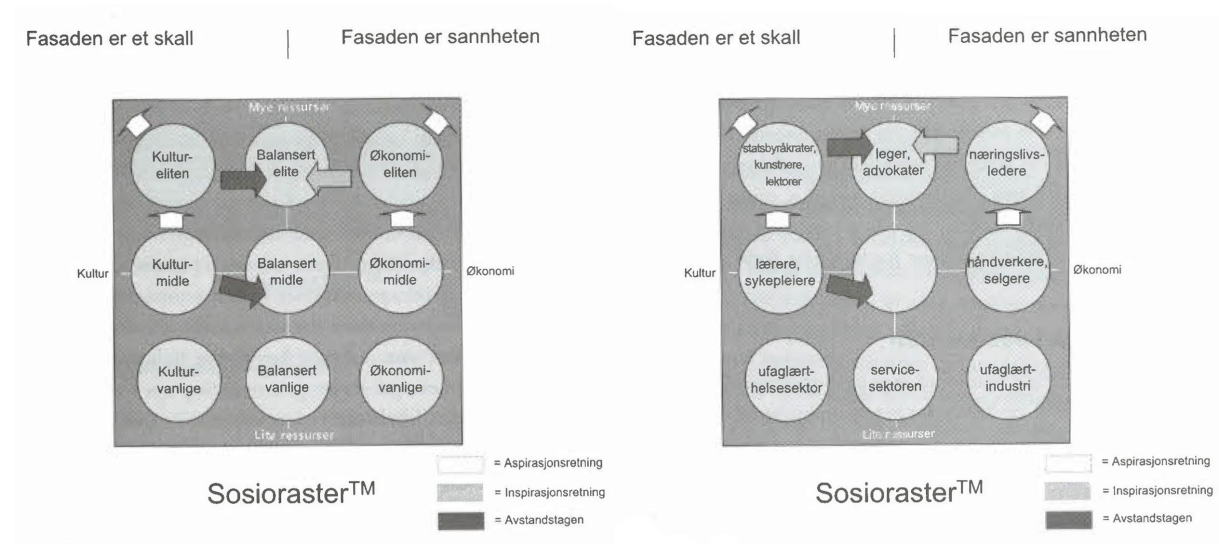 Fasaden er et skall
Fasaden er sannheten
Mye ressurser
Kultur-
eliten
Balansert
elite
Økonomi-
eliten
Kultur
Kultur-
midle
Balansert
midle
Økonomi-
midle
Økonomi
Kultur-
vanlige
Balansert
vanlige
Økonomi-
vanlige
Lite ressurser
= Aspirasjonsretning
= Inspirasjonsretning
= Avstandstagen
Sosioraster™
Fasaden er et skall
Fasaden er sannheten
Mye ressurser
statsbyråkrater,
kunstnere,
lektorer
leger,
advokater
næringslivs-
ledere
Kultur
lærere,
sykepleiere
håndverkere,
selgere
Økonomi
ufaglært-
helsesektor
service-
sektoren
ufaglært-
industri
Lite ressurser
= Aspirasjonsretning
= Inspirasjonsretning
= Avstandstagen
Sosioraster™